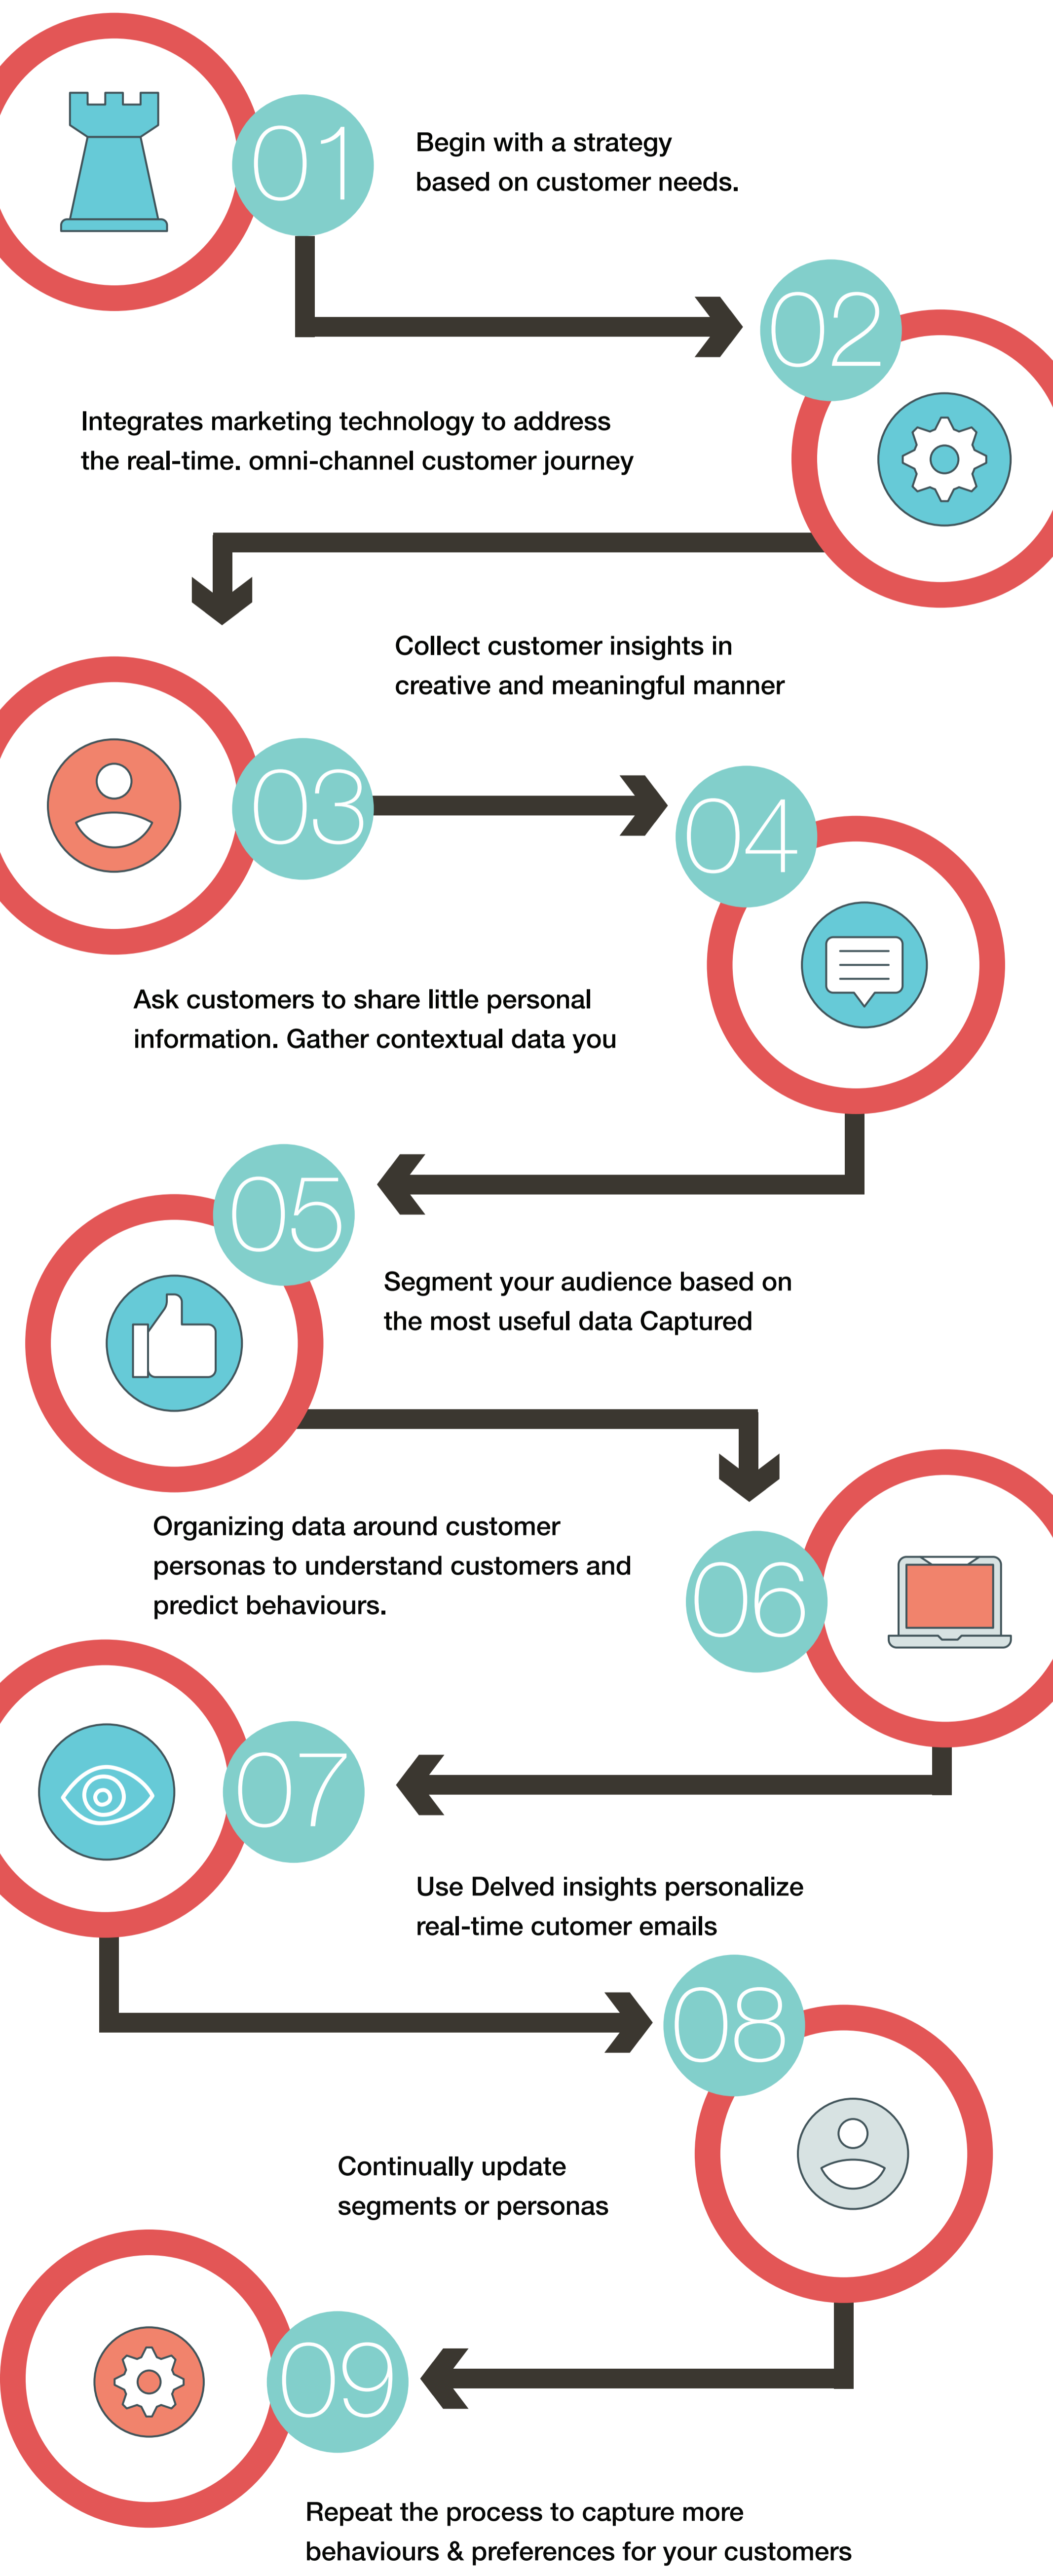 01
Begin with a strategy
based on customer needs.
02
Integrates marketing technology to address
the real-time. omni-channel customer journey
Collect customer insights in
creative and meaningful manner
03
04
Ask customers to share little personal
information. Gather contextual data you
05
Segment your audience based on
the most useful data Captured
Organizing data around customer
personas to understand customers and
predict behaviours.
06
07
Use Delved insights personalize
real-time cutomer emails
08
Continually update
segments or personas
09
Repeat the process to capture more
behaviours & preferences for your customers